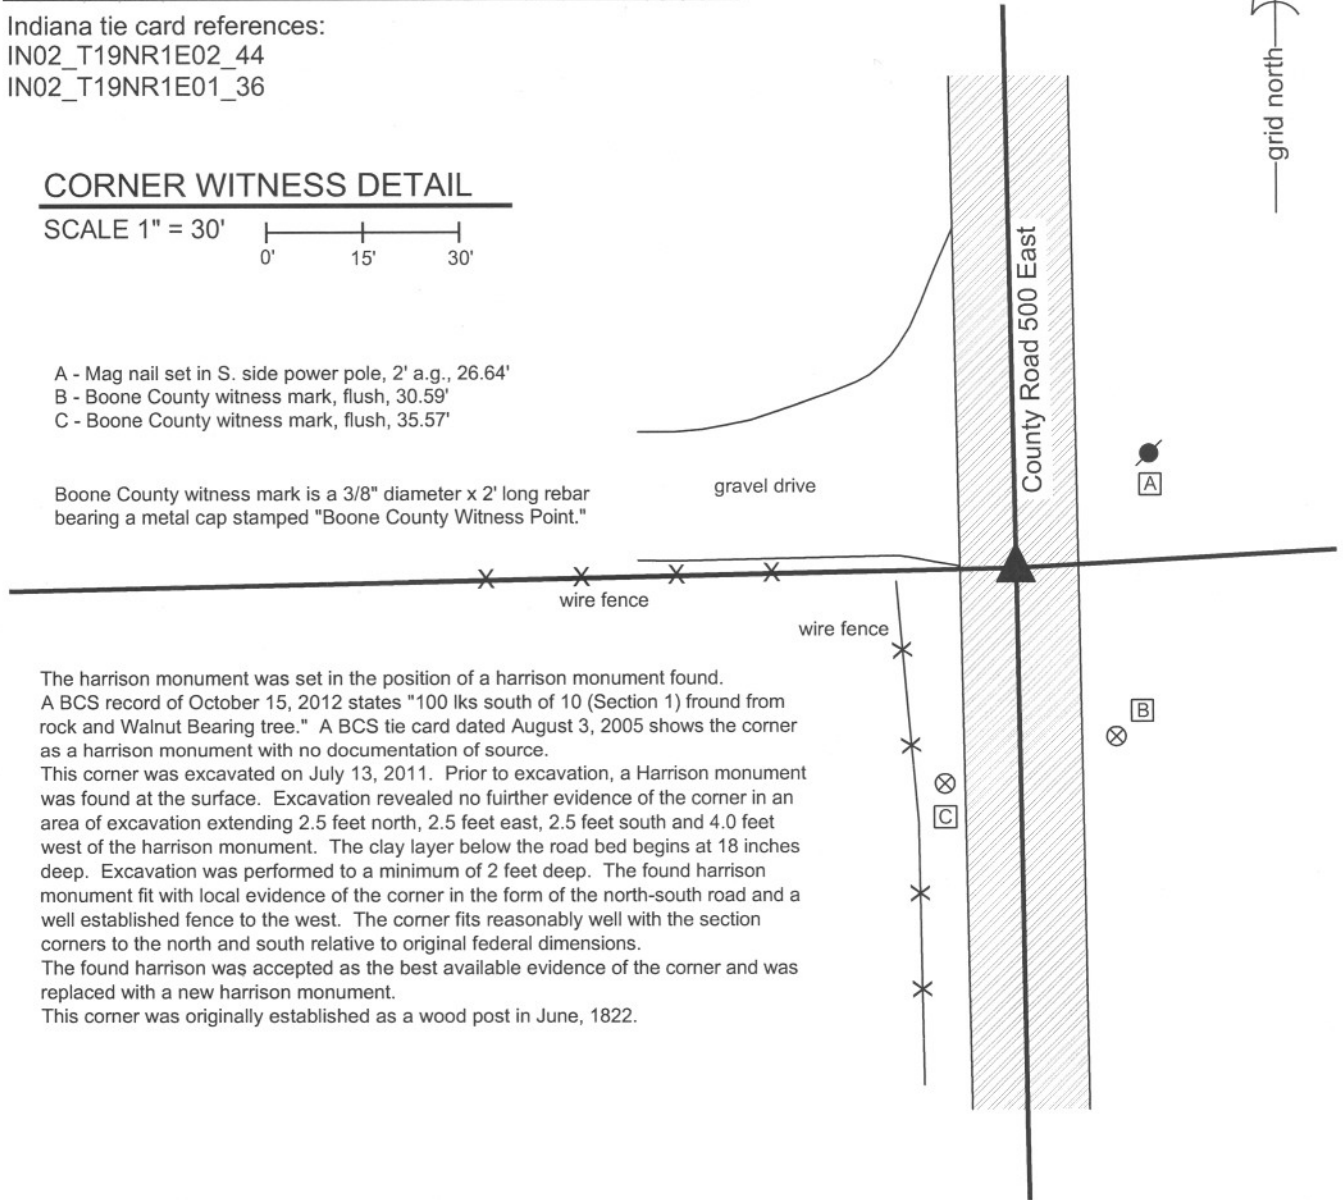 Indiana tie card references:
IN02_T19NR1E02_44
IN02_T19NR1E01_36
grid north
CORNER WITNESS DETAIL
SCALE 1" = 30'
0' 15' 30'
County Road 500 East
A - Mag nail set in S. side power pole, 2' a.g., 26.64'
B - Boone County witness mark, flush, 30.59'
C - Boone County witness mark, flush, 35.57'
A
gravel drive
Boone County witness mark is a 3/8" diameter x 2' long rebar
bearing a metal cap stamped "Boone County Witness Point."
wire fence
wire fence
B
C
The harrison monument was set in the position of a harrison monument found.
A BCS record of October 15, 2012 states "100 lks south of 10 (Section 1) fround from
rock and Walnut Bearing tree." A BCS tie card dated August 3, 2005 shows the corner
as a harrison monument with no documentation of source.
This corner was excavated on July 13, 2011. Prior to excavation, a Harrison monument
was found at the surface. Excavation revealed no fuirther evidence of the corner in an
area of excavation extending 2.5 feet north, 2.5 feet east, 2.5 feet south and 4.0 feet
west of the harrison monument. The clay layer below the road bed begins at 18 inches
deep. Excavation was performed to a minimum of 2 feet deep. The found harrison
monument fit with local evidence of the corner in the form of the north-south road and a
well established fence to the west. The corner fits reasonably well with the section
corners to the north and south relative to original federal dimensions.
The found harrison was accepted as the best available evidence of the corner and was
replaced with a new harrison monument.
This corner was originally established as a wood post in June, 1822.